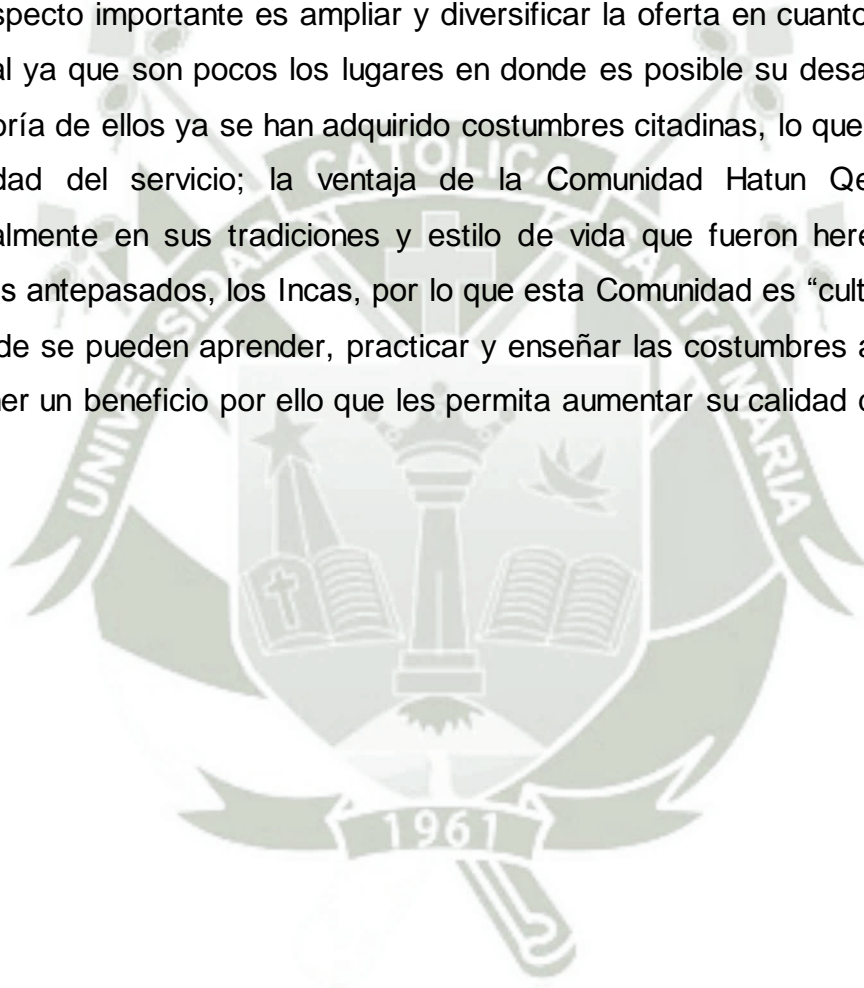 specto importante es ampliar y diversificar la oferta en cuanto
al ya que son pocos los lugares en donde es posible su desa
oría de ellos ya se han adquirido costumbres citadinas, lo que
dad del servicio; la ventaja de la Comunidad Hatun Qe
almente en sus tradiciones y estilo de vida que fueron here
s antepasados, los Incas, por lo que esta Comunidad es “cult
de se pueden aprender, practicar y enseñar las costumbres a
ner un beneficio por ello que les permita aumentar su calidad
UNIVERSIDAD CATOLICA SANTA MARIA
1961